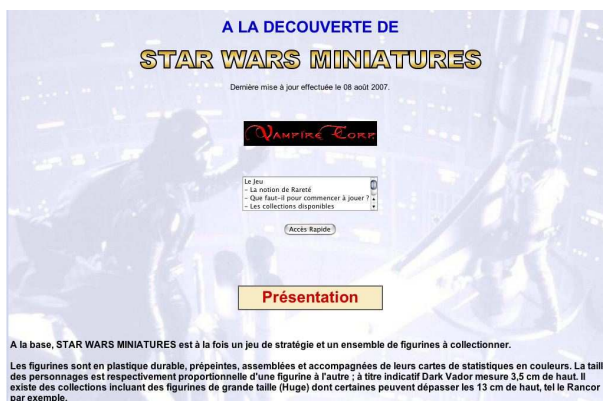 A LA DECOUVERTE DE
STAR WARS MINIATURES
Dernière mise à jour effectuée le 08 août 2007.
VAMPIRE CORP
Le Jeu
- La notion de Rareté
- Que faut-il pour commencer à jouer ?
- Les collections disponibles
Accès Rapide
Présentation
A la base, STAR WARS MINIATURES est à la fois un jeu de stratégie et un ensemble de figurines à collectionner.
Les figurines sont en plastique durable, prépeintes, assemblées et accompagnées de leurs cartes de statistiques en couleurs. La taill
des personnages est respectivement proportionnelle d'une figurine à l'autre ; à titre indicatif Dark Vador mesure 3,5 cm de haut. Il
existe des collections incluant des figurines de grande taille (Huge) dont certaines peuvent dépasser les 13 cm de haut, tel le Rancor
par exemple.